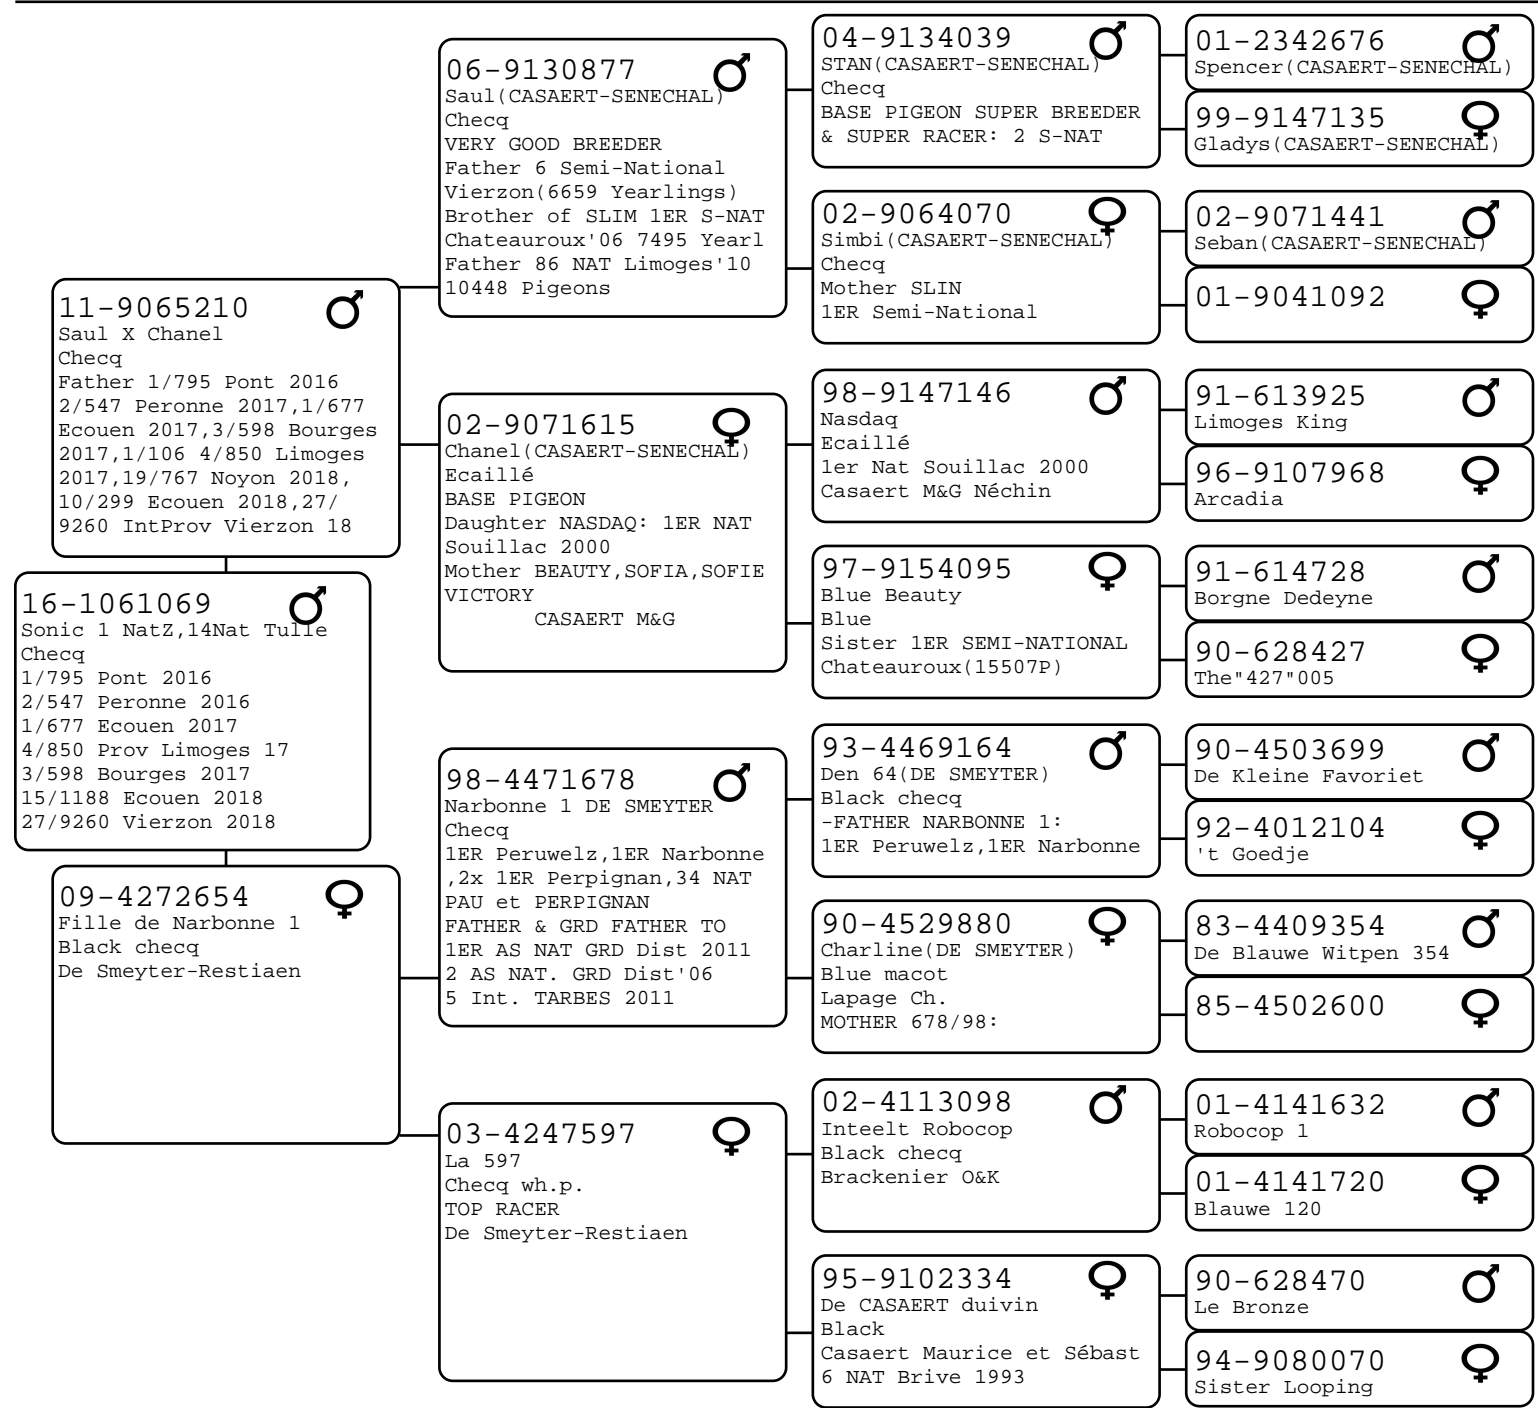 16-1061069
Sonic 1 NatZ,14Nat Tulle
Checq
1/795 Pont 2016
2/547 Peronne 2016
1/677 Ecouen 2017
4/850 Prov Limoges 17
3/598 Bourges 2017
15/1188 Ecouen 2018
27/9260 Vierzon 2018
11-9065210
Saul X Chanel
Checq
Father 1/795 Pont 2016
2/547 Peronne 2017,1/677
Ecouen 2017,3/598 Bourges
2017,1/106 4/850 Limoges
2017,19/767 Noyon 2018,
10/299 Ecouen 2018,27/
9260 IntProv Vierzon 18
09-4272654
Fille de Narbonne 1
Black checq
De Smeyter-Restiaen
06-9130877
Saul(CASAERT-SENECHAL)
Checq
VERY GOOD BREEDER
Father 6 Semi-National
Vierzon(6659 Yearlings)
Brother of SLIM 1ER S-NAT
Chateauroux'06 7495 Yearl
Father 86 NAT Limoges'10
10448 Pigeons
02-9071615
Chanel(CASAERT-SENECHAL)
Ecaillé
BASE PIGEON
Daughter NASDAQ: 1ER NAT
Souillac 2000
Mother BEAUTY,SOFIA,SOFIE
VICTORY
CASAERT M&G
98-4471678
Narbonne 1 DE SMEYTER
Checq
1ER Peruwelz,1ER Narbonne
,2x 1ER Perpignan,34 NAT
PAU et PERPIGNAN
FATHER & GRD FATHER TO
1ER AS NAT GRD Dist 2011
2 AS NAT. GRD Dist'06
5 Int. TARBES 2011
03-4247597
La 597
Checq wh.p.
TOP RACER
De Smeyter-Restiaen
04-9134039
STAN(CASAERT-SENECHAL)
Checq
BASE PIGEON SUPER BREEDER
& SUPER RACER: 2 S-NAT
02-9064070
Simbi(CASAERT-SENECHAL)
Checq
Mother SLIN
1ER Semi-National
98-9147146
Nasdaq
Ecaillé
1er Nat Souillac 2000
Casaert M&G Néchin
97-9154095
Blue Beauty
Blue
Sister 1ER SEMI-NATIONAL
Chateauroux(15507P)
93-4469164
Den 64(DE SMEYTER)
Black checq
-FATHER NARBONNE 1:
1ER Peruwelz,1ER Narbonne
90-4529880
Charline(DE SMEYTER)
Blue macot
Lapage Ch.
MOTHER 678/98:
02-4113098
Inteelt Robocop
Black checq
Brackenier O&K
95-9102334
De CASAERT duivin
Black
Casaert Maurice et Sébast
6 NAT Brive 1993
01-2342676
Spencer(CASAERT-SENECHAL)
99-9147135
Gladys(CASAERT-SENECHAL)
02-9071441
Seban(CASAERT-SENECHAL)
01-9041092
91-613925
Limoges King
96-9107968
Arcadia
91-614728
Borgne Dedeyne
90-628427
The"427"005
90-4503699
De Kleine Favoriet
92-4012104
't Goedje
83-4409354
De Blauwe Witpen 354
85-4502600
01-4141632
Robocop 1
01-4141720
Blauwe 120
90-628470
Le Bronze
94-9080070
Sister Looping